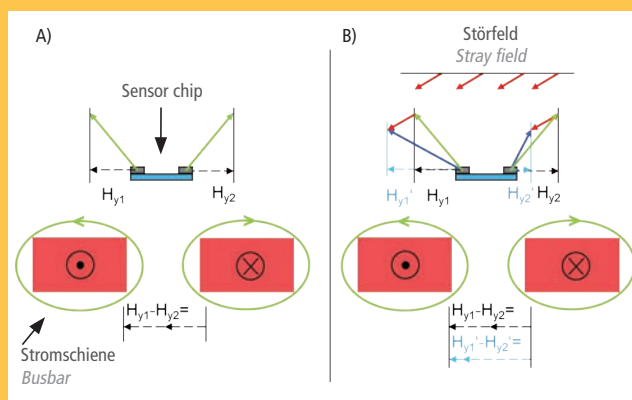 A)
Sensor chip
Hy1
Hy2
Hy1-Hy2=
Stromschiene
Busbar
B)
Störfeld
Stray field
Hy1'
Hy1
Hy2'
Hy2
Hy1-Hy2=
Hy1'-Hy2'=